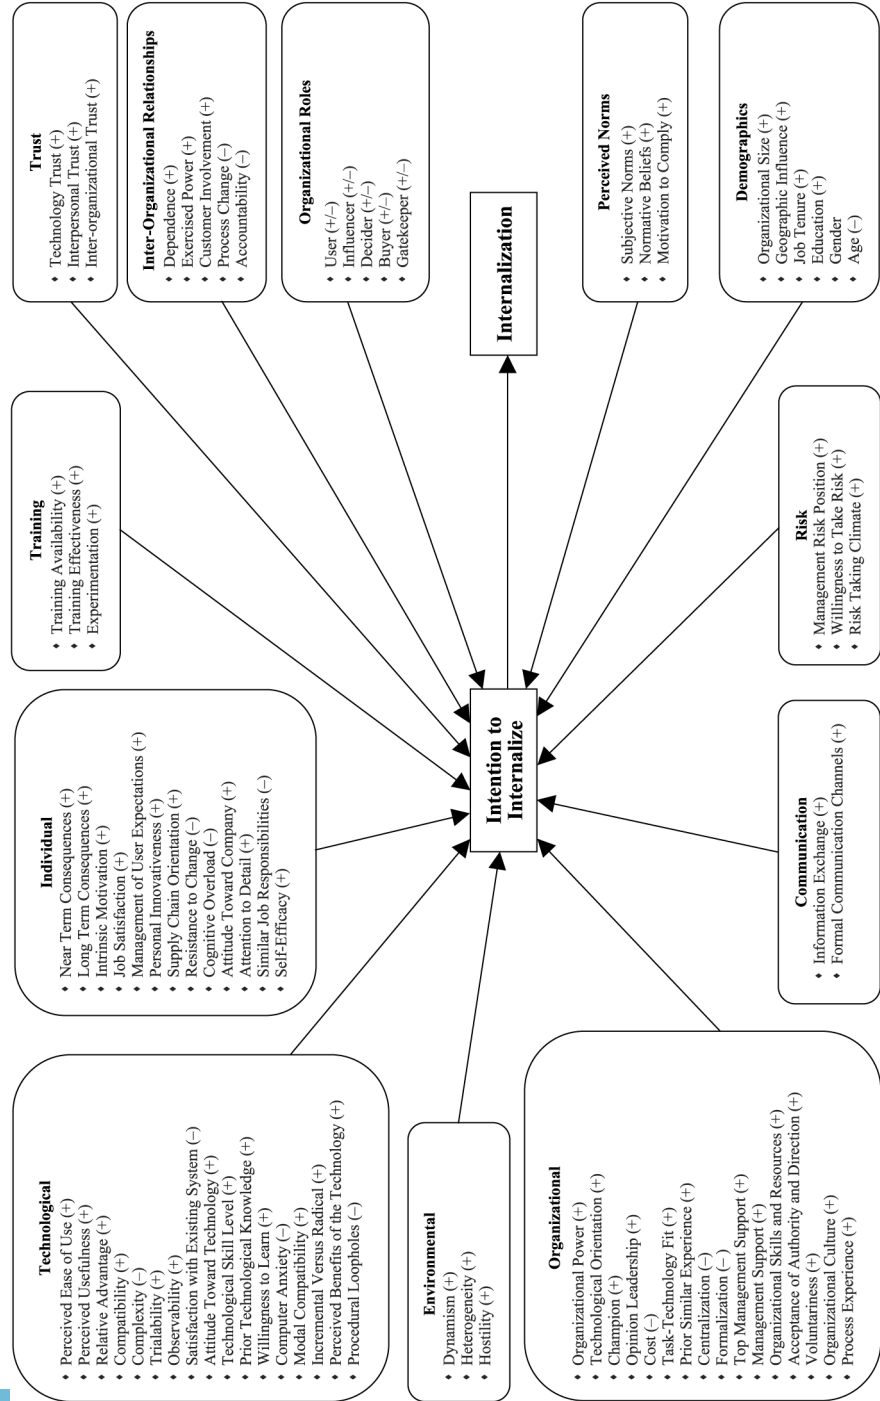 Technological
♦ Perceived Ease of Use (+)
♦ Perceived Usefulness (+)
♦ Relative Advantage (+)
♦ Compatibility (+)
♦ Complexity (–)
♦ Trialability (+)
♦ Observability (+)
♦ Satisfaction with Existing System (–)
♦ Attitude Toward Technology (+)
♦ Technological Skill Level (+)
♦ Prior Technological Knowledge (+)
♦ Willingness to Learn (+)
♦ Computer Anxiety (–)
♦ Modal Compatibility (+)
♦ Incremental Versus Radical (+)
♦ Perceived Benefits of the Technology (+)
♦ Procedural Loopholes (–)
Individual
♦ Near Term Consequences (+)
♦ Long Term Consequences (+)
♦ Intrinsic Motivation (+)
♦ Job Satisfaction (+)
♦ Management of User Expectations (+)
♦ Personal Innovativeness (+)
♦ Supply Chain Orientation (+)
♦ Resistance to Change (–)
♦ Cognitive Overload (–)
♦ Attitude Toward Company (+)
♦ Attention to Detail (+)
♦ Similar Job Responsibilities (–)
♦ Self-Efficacy (+)
Training
♦ Training Availability (+)
♦ Training Effectiveness (+)
♦ Experimentation (+)
Trust
♦ Technology Trust (+)
♦ Interpersonal Trust (+)
♦ Inter-organizational Trust (+)
Inter-Organizational Relationships
♦ Dependence (+)
♦ Exercised Power (+)
♦ Customer Involvement (+)
♦ Process Change (–)
♦ Accountability (–)
Organizational Roles
♦ User (+/–)
♦ Influencer (+/–)
♦ Decider (+/–)
♦ Buyer (+/–)
♦ Gatekeeper (+/–)
Environmental
♦ Dynamism (+)
♦ Heterogeneity (+)
♦ Hostility (+)
Intention to
Internalize
Internalization
Organizational
♦ Organizational Power (+)
♦ Technological Orientation (+)
♦ Champion (+)
♦ Opinion Leadership (+)
♦ Cost (–)
♦ Task-Technology Fit (+)
♦ Prior Similar Experience (+)
♦ Centralization (–)
♦ Formalization (–)
♦ Top Management Support (+)
♦ Management Support (+)
♦ Organizational Skills and Resources (+)
♦ Acceptance of Authority and Direction (+)
♦ Voluntariness (+)
♦ Organizational Culture (+)
♦ Process Experience (+)
Communication
♦ Information Exchange (+)
♦ Formal Communication Channels (+)
Risk
♦ Management Risk Position (+)
♦ Willingness to Take Risk (+)
♦ Risk Taking Climate (+)
Perceived Norms
♦ Subjective Norms (+)
♦ Normative Beliefs (+)
♦ Motivation to Comply (+)
Demographics
♦ Organizational Size (+)
♦ Geographic Influence (+)
♦ Job Tenure (+)
♦ Education (+)
♦ Gender
♦ Age (–)